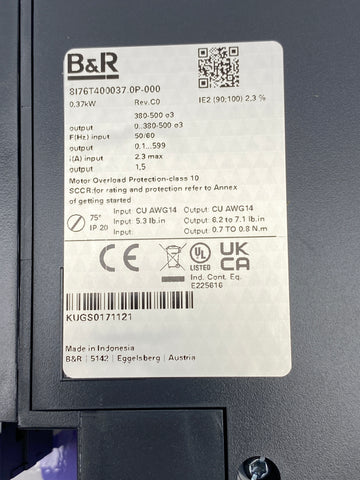 B&R
8I76T400037.0P-000
0.37kW Rev.C0 IE2 (90;100) 2.3 %
380-500 ø3
output 0..380-500 ø3
F(Hz) input 50/60
output 0.1...599
i(A) input 2.3 max
output 1,5
Motor Overload Protection-class 10
SCCR:for rating and protection refer to Annex
of getting started
75° Input: CU AWG14 Output: CU AWG14
IP 20 Input: 5.3 lb.in Output: 6.2 to 7.1 lb.in
Input: Output: 0.7 TO 0.8 N.m
CE UL LISTED UK CA
Ind. Cont. Eq.
E225616
KUGS0171121
Made in Indonesia
B&R | 5142 | Eggelsberg | Austria